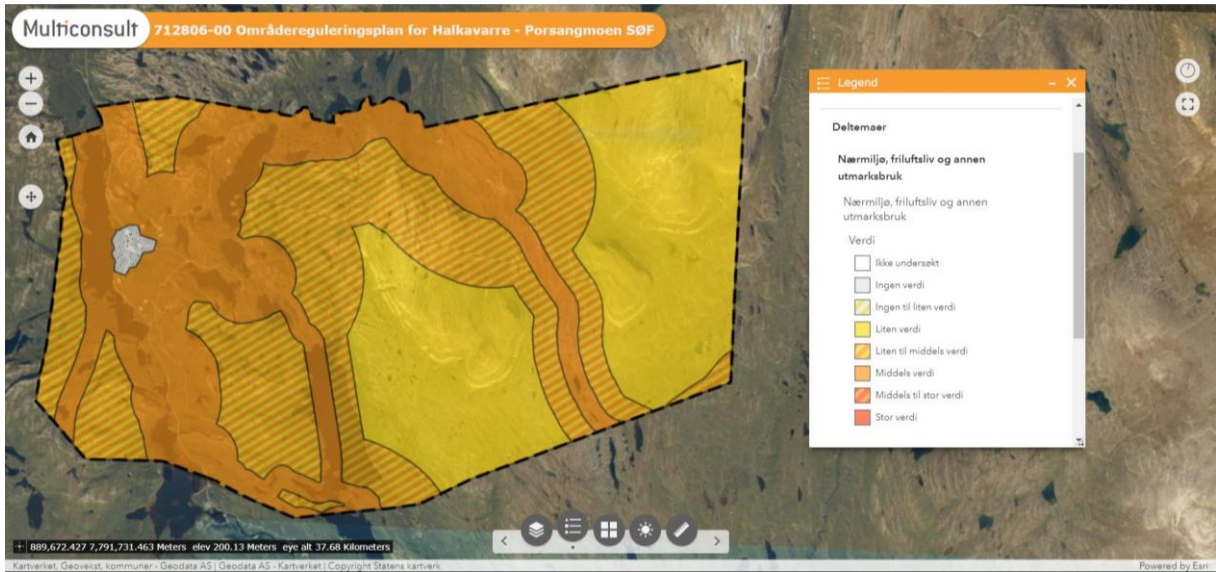 Multiconsult
712806-00 Områdereguleringsplan for Halkavarre - Porsangmoen SØF
Legend
Deltemaer
Nærmiljø, friluftsliv og annen
utmarksbruk
Nærmiljø, friluftsliv og annen
utmarksbruk
Verdi
Ikke undersøkt
Ingen verdi
Ingen til liten verdi
Liten verdi
Liten til middels verdi
Middels verdi
Middels til stor verdi
Stor verdi
889,672.427 7,791,731.463 Meters elev 200.13 Meters eye alt 37.68 Kilometers
Kartverket, Geovekst, kommuner - Geodata AS | Geodata AS - Kartverket | Copyright Statens kartverk
Powered by Esri